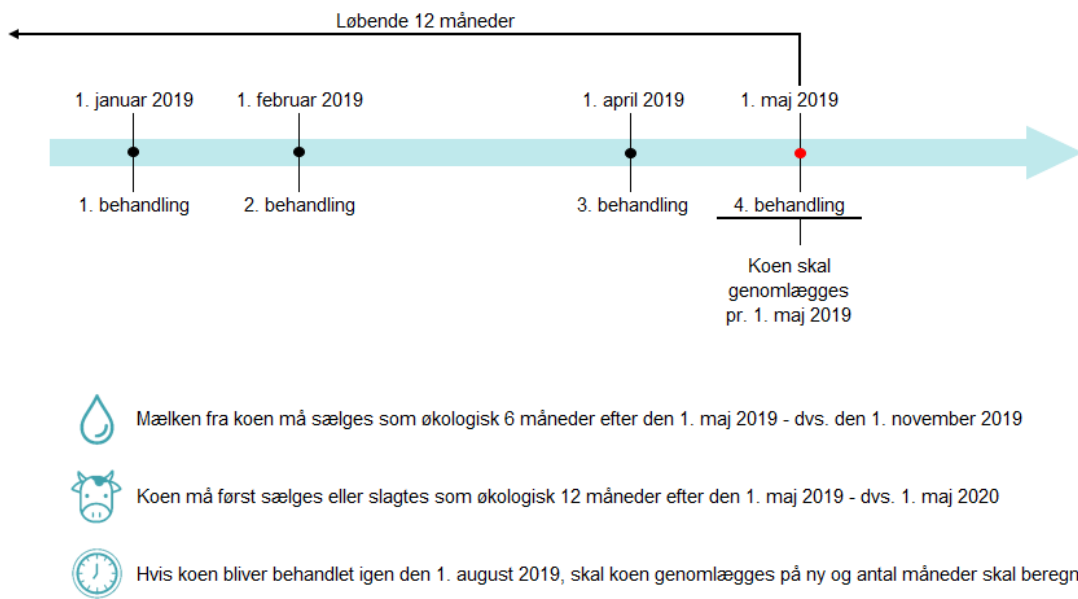 Løbende 12 måneder
1. januar 2019
1. februar 2019
1. april 2019
1. maj 2019
1. behandling
2. behandling
3. behandling
4. behandling
Koen skal
genomlægges
pr. 1. maj 2019
Mælken fra koen må sælges som økologisk 6 måneder efter den 1. maj 2019 - dvs. den 1. november 2019
Koen må først sælges eller slagtes som økologisk 12 måneder efter den 1. maj 2019 - dvs. 1. maj 2020
Hvis koen bliver behandlet igen den 1. august 2019, skal koen genomlægges på ny og antal måneder skal beregn